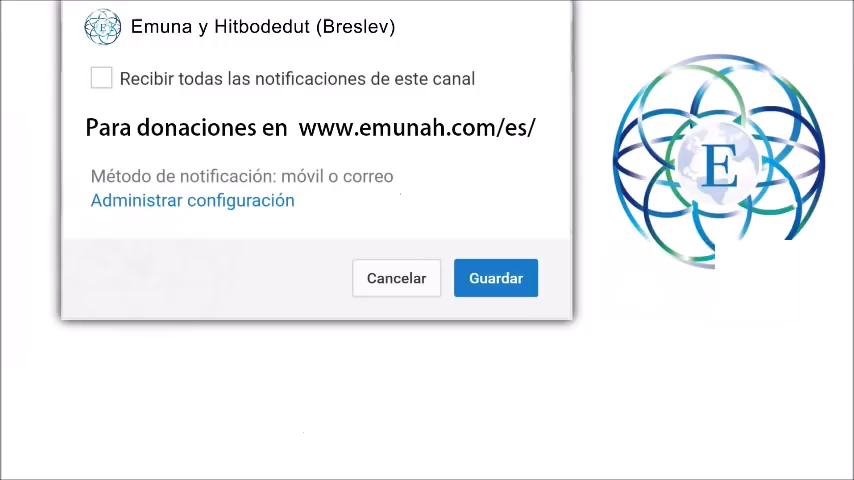 Emuna y Hitbodedut (Breslev)
Recibir todas las notificaciones de este canal
Para donaciones en www.emunah.com/es/
Método de notificación: móvil o correo
Administrar configuración
Cancelar
Guardar
E